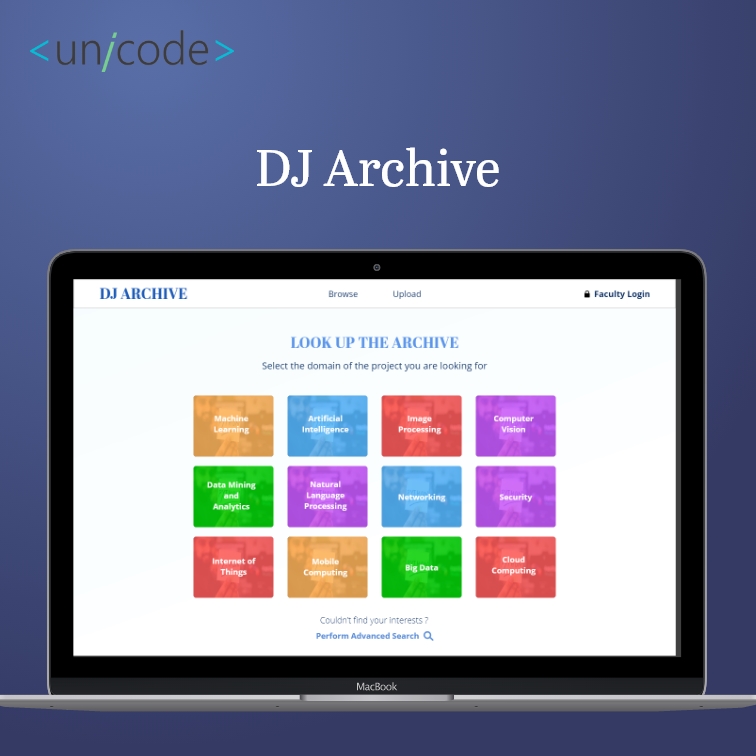 <unicode>
DJ Archive
DJ ARCHIVE
Browse
Upload
Faculty Login
LOOK UP THE ARCHIVE
Select the domain of the project you are looking for
Machine
Learning
Artificial
Intelligence
Image
Processing
Computer
Vision
Data Mining
and
Analytics
Natural
Language
Processing
Networking
Security
Internet of
Things
Mobile
Computing
Big Data
Cloud
Computing
Couldn't find your interests ?
Perform Advanced Search
MacBook